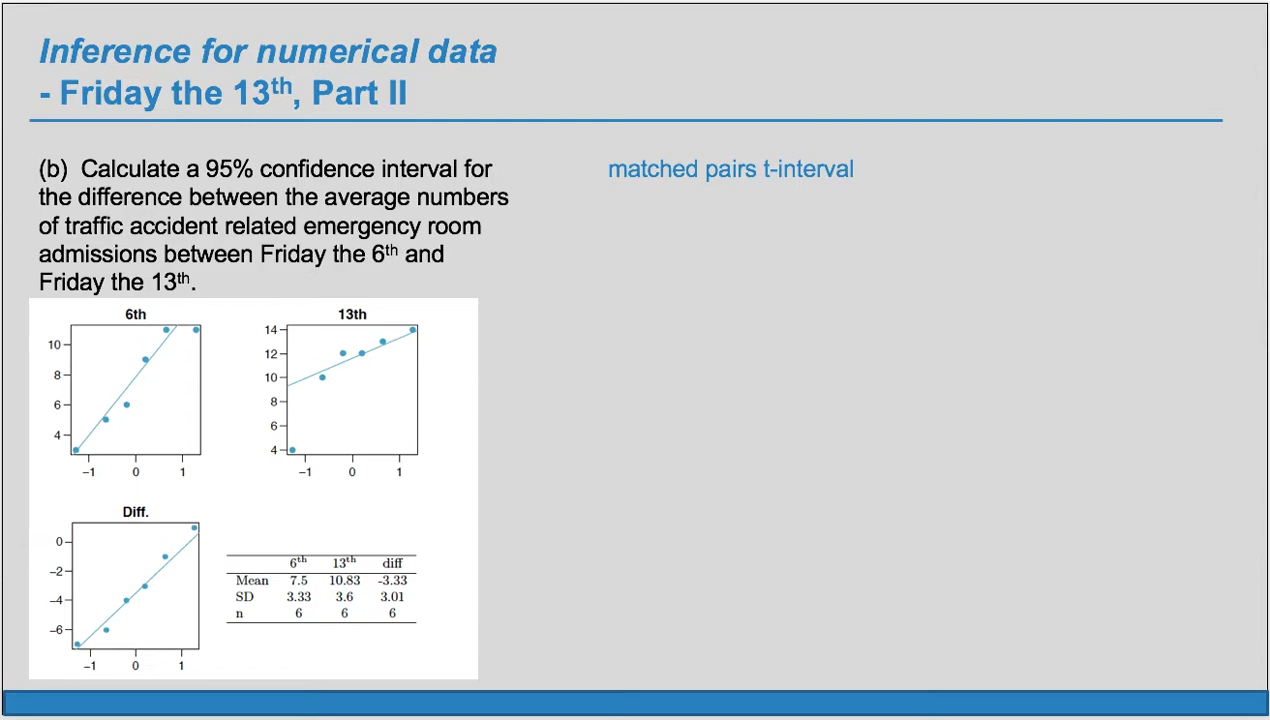 Inference for numerical data
- Friday the 13th, Part II
(b) Calculate a 95% confidence interval for
the difference between the average numbers
of traffic accident related emergency room
admissions between Friday the 6th and
Friday the 13th.
matched pairs t-interval
6th
10
8
6
4
−1 0 1
13th
14
12
10
8
6
4
−1 0 1
Diff.
0
−2
−4
−6
−1 0 1
6th 13th diff
Mean 7.5 10.83 -3.33
SD 3.33 3.6 3.01
n 6 6 6